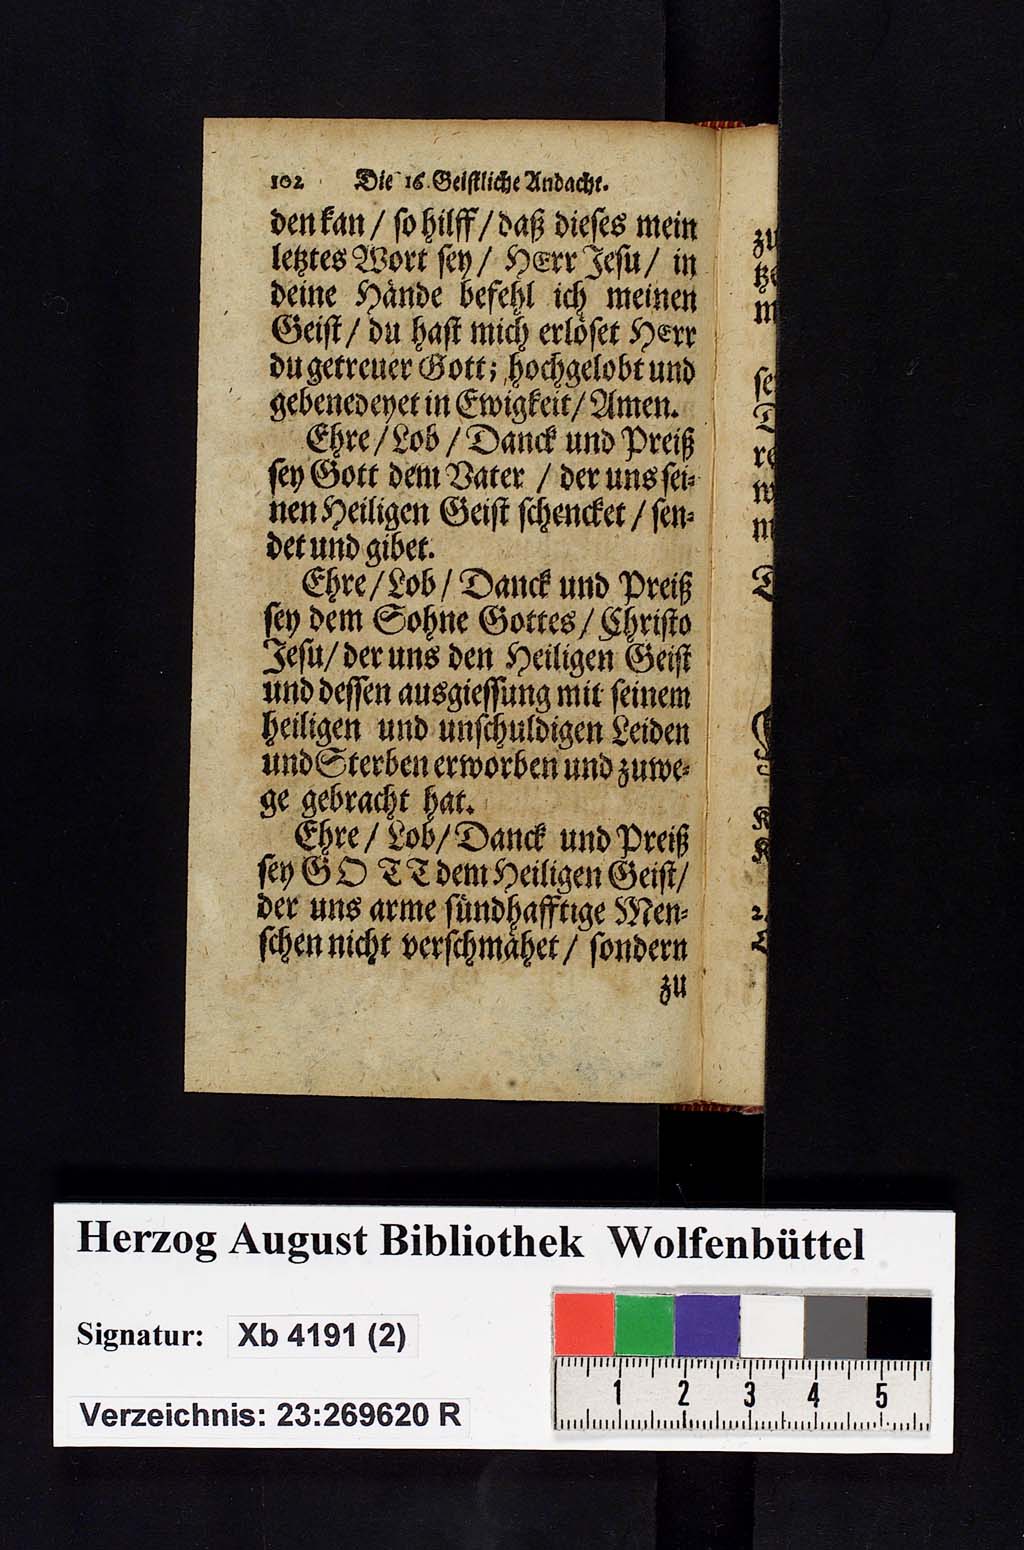 102 Die 16. Geistliche Andacht.
den kan / so hilff / daß dieses mein
letztes Wort sey / HErr Jesu / in
deine Hände befehl ich meinen
Geist / du hast mich erlöset HErr
du getreuer Gott; hochgelobt und
gebenedeyet in Ewigkeit / Amen.
Ehre / Lob / Danck und Preiß
sey Gott dem Vater / der uns sei-
nen Heiligen Geist schencket / sen-
det und gibet.
Ehre / Lob / Danck und Preiß
sey dem Sohne Gottes / Christo
Jesu / der uns den Heiligen Geist
und dessen ausgiessung mit seinem
heiligen und unschuldigen Leiden
und Sterben erworben und zuwe-
ge gebracht hat.
Ehre / Lob / Danck und Preiß
sey GOTT dem Heiligen Geist /
der uns arme sündhafftige Men-
schen nicht verschmähet / sondern
zu
Herzog August Bibliothek Wolfenbüttel
Signatur: Xb 4191 (2)
Verzeichnis: 23:269620 R
1 2 3 4 5